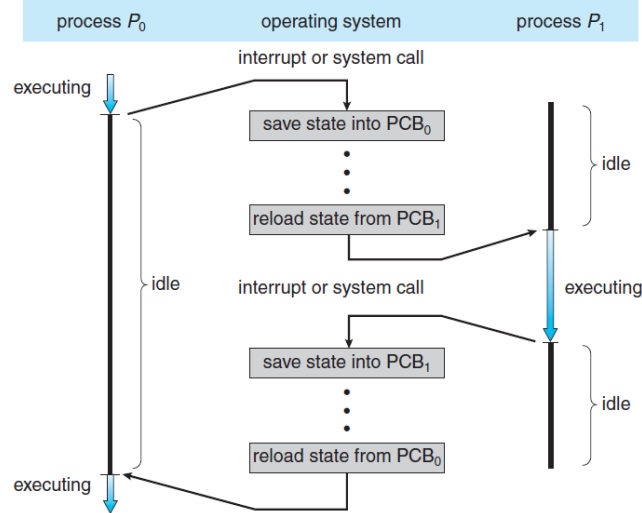 process P0 operating system process P1
interrupt or system call
executing
save state into PCB0
idle
reload state from PCB1
idle
interrupt or system call
executing
save state into PCB1
idle
reload state from PCB0
executing